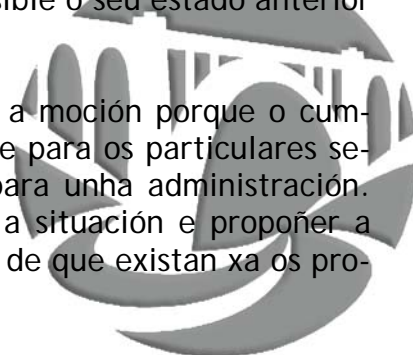 sible o seu estado anterior
a moción porque o cum-
e para os particulares se-
para unha administración.
a situación e propoñer a
de que existan xa os pro-